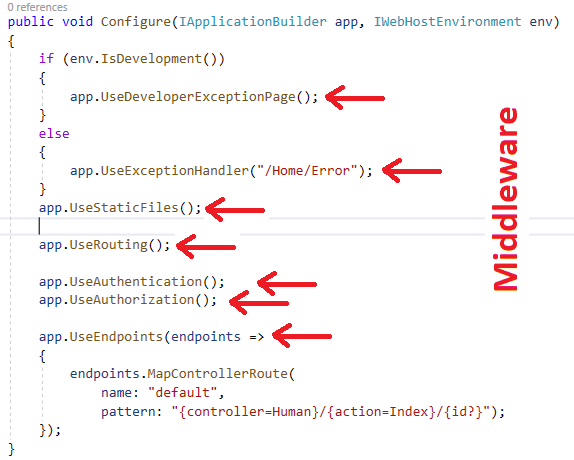 0 references
public void Configure(IApplicationBuilder app, IWebHostEnvironment env)
{
    if (env.IsDevelopment())
    {
        app.UseDeveloperExceptionPage();
    }
    else
    {
        app.UseExceptionHandler("/Home/Error");
    }
    app.UseStaticFiles();
    app.UseRouting();
    app.UseAuthentication();
    app.UseAuthorization();
    app.UseEndpoints(endpoints =>
    {
        endpoints.MapControllerRoute(
            name: "default",
            pattern: "{controller=Human}/{action=Index}/{id?}");
    });
}
Middleware